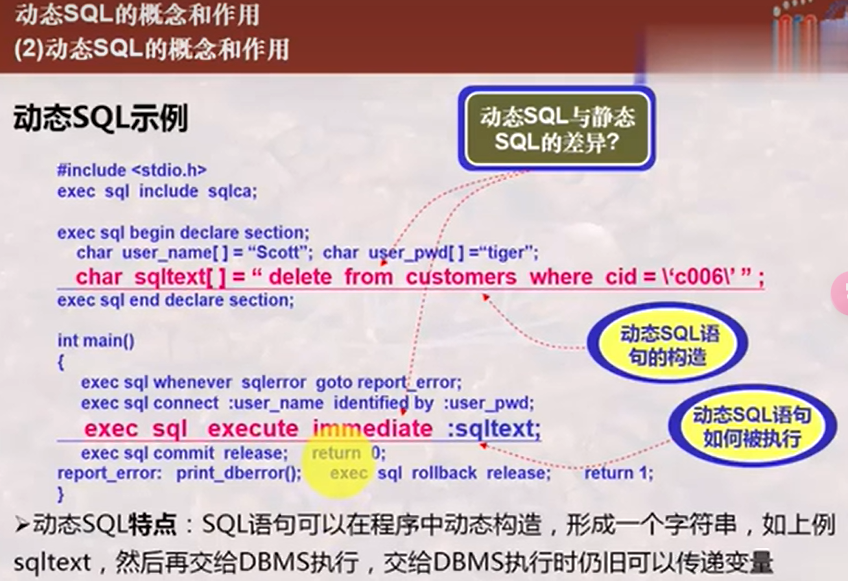 动态SQL的概念和作用
(2)动态SQL的概念和作用
动态SQL示例
动态SQL与静态
SQL的差异?
#include <stdio.h>
exec sql include sqlca;
exec sql begin declare section;
char user_name[ ] = “Scott”; char user_pwd[ ] =“tiger”;
char sqltext[ ] = “ delete from customers where cid = \‘c006\’ ” ;
exec sql end declare section;
动态SQL语
句的构造
int main()
{
exec sql whenever sqlerror goto report_error;
exec sql connect :user_name identified by :user_pwd;
exec sql execute immediate :sqltext;
动态SQL语句
如何被执行
exec sql commit release; return 0;
report_error: print_dberror(); exec sql rollback release; return 1;
}
➢动态SQL特点：SQL语句可以在程序中动态构造，形成一个字符串，如上例
sqltext，然后再交给DBMS执行，交给DBMS执行时仍旧可以传递变量